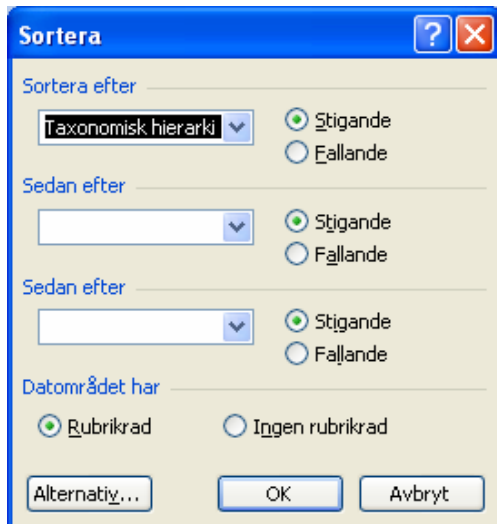 Sortera
Sortera efter
Taxonomisk hierarki
Stigande
Fallande
Sedan efter
Stigande
Fallande
Sedan efter
Stigande
Fallande
Datområdet har
Rubrikrad Ingen rubrikrad
Alternativ... OK Avbryt